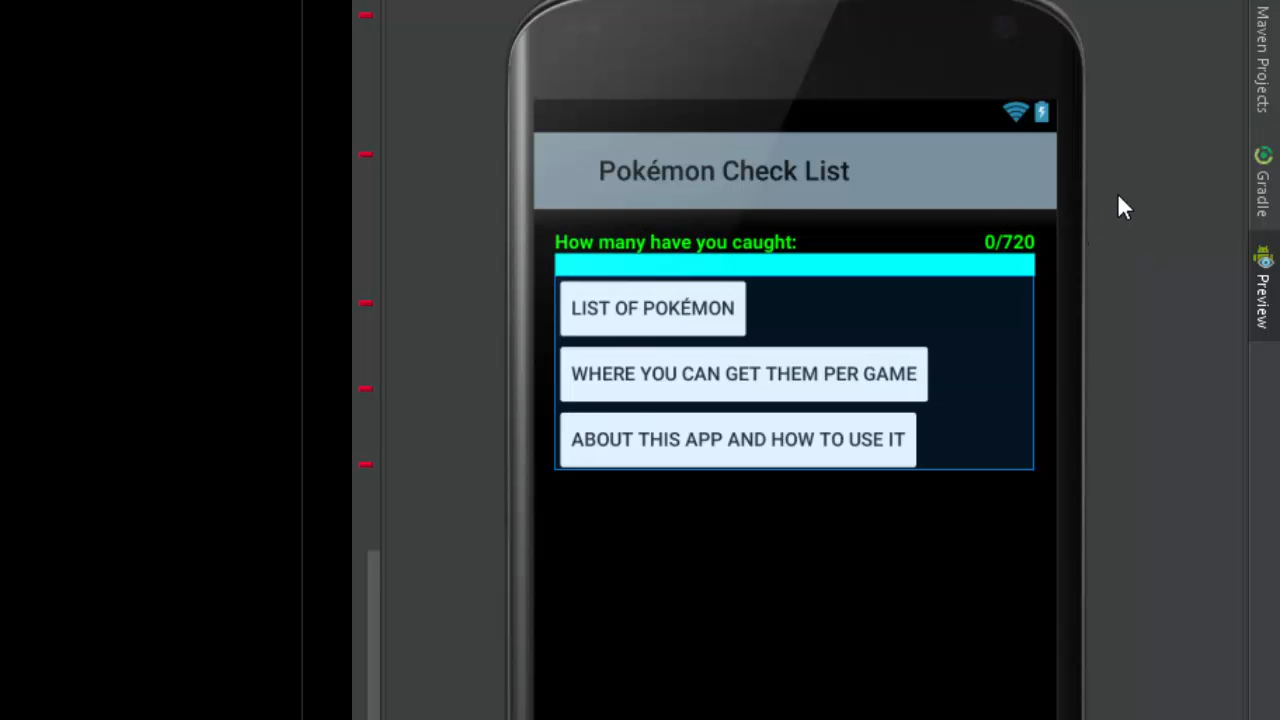 Pokémon Check List
How many have you caught: 0/720
LIST OF POKÉMON
WHERE YOU CAN GET THEM PER GAME
ABOUT THIS APP AND HOW TO USE IT
Maven Projects
Gradle
Preview